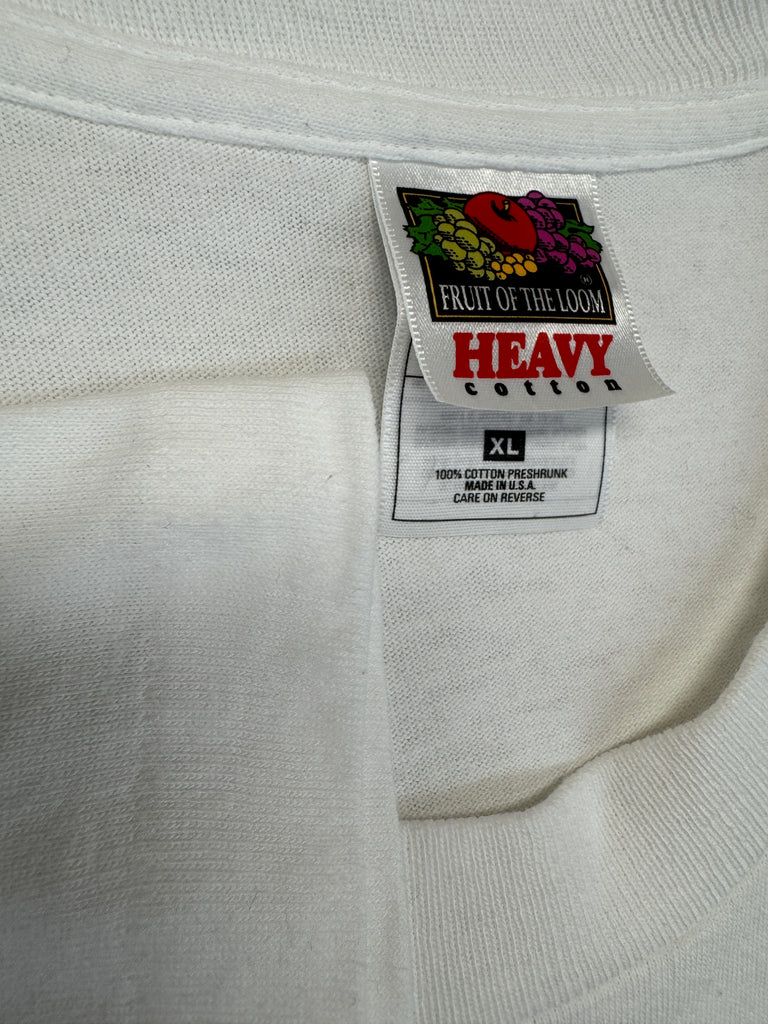 ®
FRUIT OF THE LOOM
HEAVY
cotton
XL
100% COTTON PRESHRUNK
MADE IN U.S.A.
CARE ON REVERSE